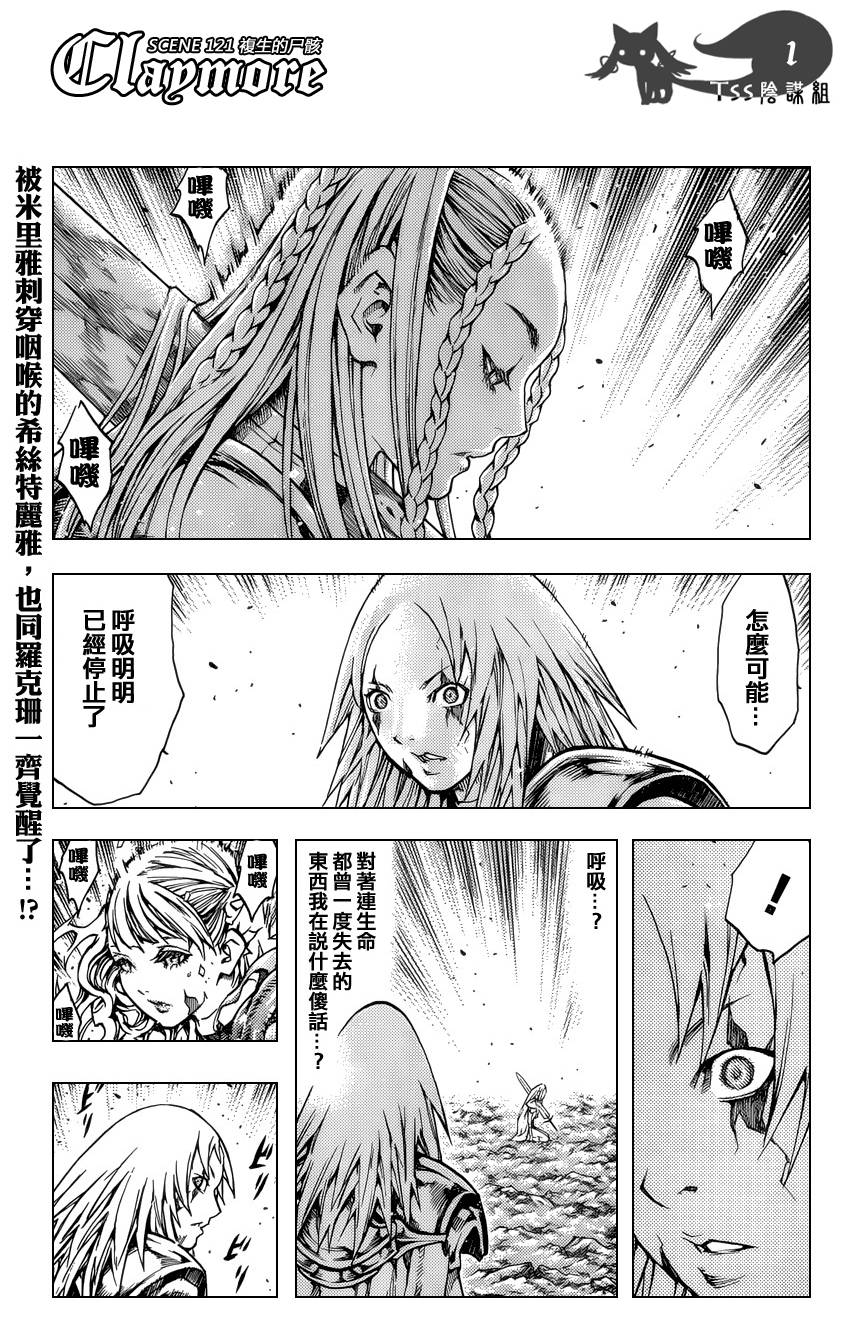 SCENE 121 複生的尸骸
Claymore
1
Tss陰謀組
被米里雅刺穿咽喉的希絲特麗雅，也同羅克珊一齊覺醒了…!?
嗶嘰
嗶嘰
嗶嘰
怎麼可能…
呼吸明明
已經停止了
！
呼吸…?
對著連生命
都曾一度失去的
東西我在說什麼傻話…?
嗶嘰
嗶嘰
嗶嘰